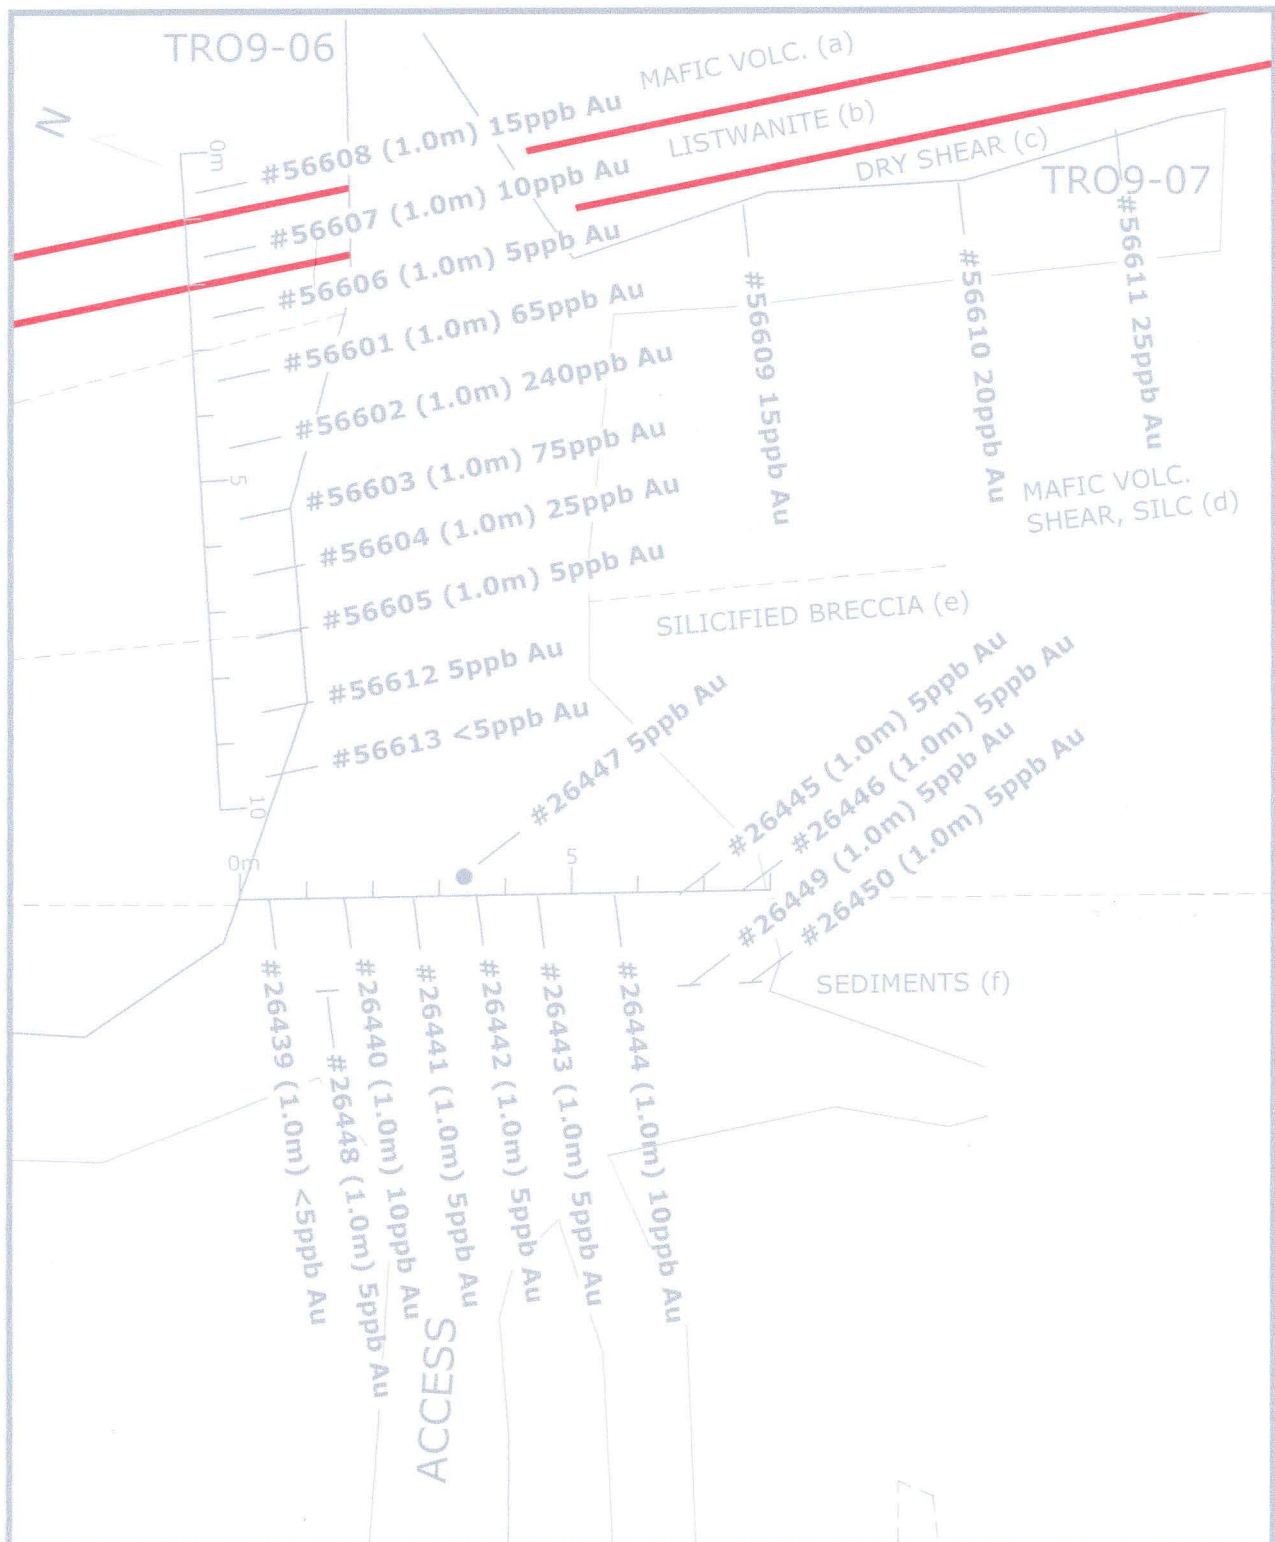 TRO9-06
N
MAFIC VOLC. (a)
LISTWANITE (b)
DRY SHEAR (c)
TRO9-07
0m
#56608 (1.0m) 15ppb Au
#56607 (1.0m) 10ppb Au
#56606 (1.0m) 5ppb Au
#56601 (1.0m) 65ppb Au
#56602 (1.0m) 240ppb Au
5
#56603 (1.0m) 75ppb Au
#56604 (1.0m) 25ppb Au
#56605 (1.0m) 5ppb Au
#56612 5ppb Au
#56613 <5ppb Au
10
#56609 15ppb Au
#56610 20ppb Au
#56611 25ppb Au
MAFIC VOLC.
SHEAR, SILC (d)
SILICIFIED BRECCIA (e)
0m
5
#26447 5ppb Au
#26445 (1.0m) 5ppb Au
#26446 (1.0m) 5ppb Au
#26449 (1.0m) 5ppb Au
#26450 (1.0m) 5ppb Au
SEDIMENTS (f)
#26439 (1.0m) <5ppb Au
#26448 (1.0m) 5ppb Au
#26440 (1.0m) 10ppb Au
#26441 (1.0m) 5ppb Au
#26442 (1.0m) 5ppb Au
#26443 (1.0m) 5ppb Au
#26444 (1.0m) 10ppb Au
ACCESS